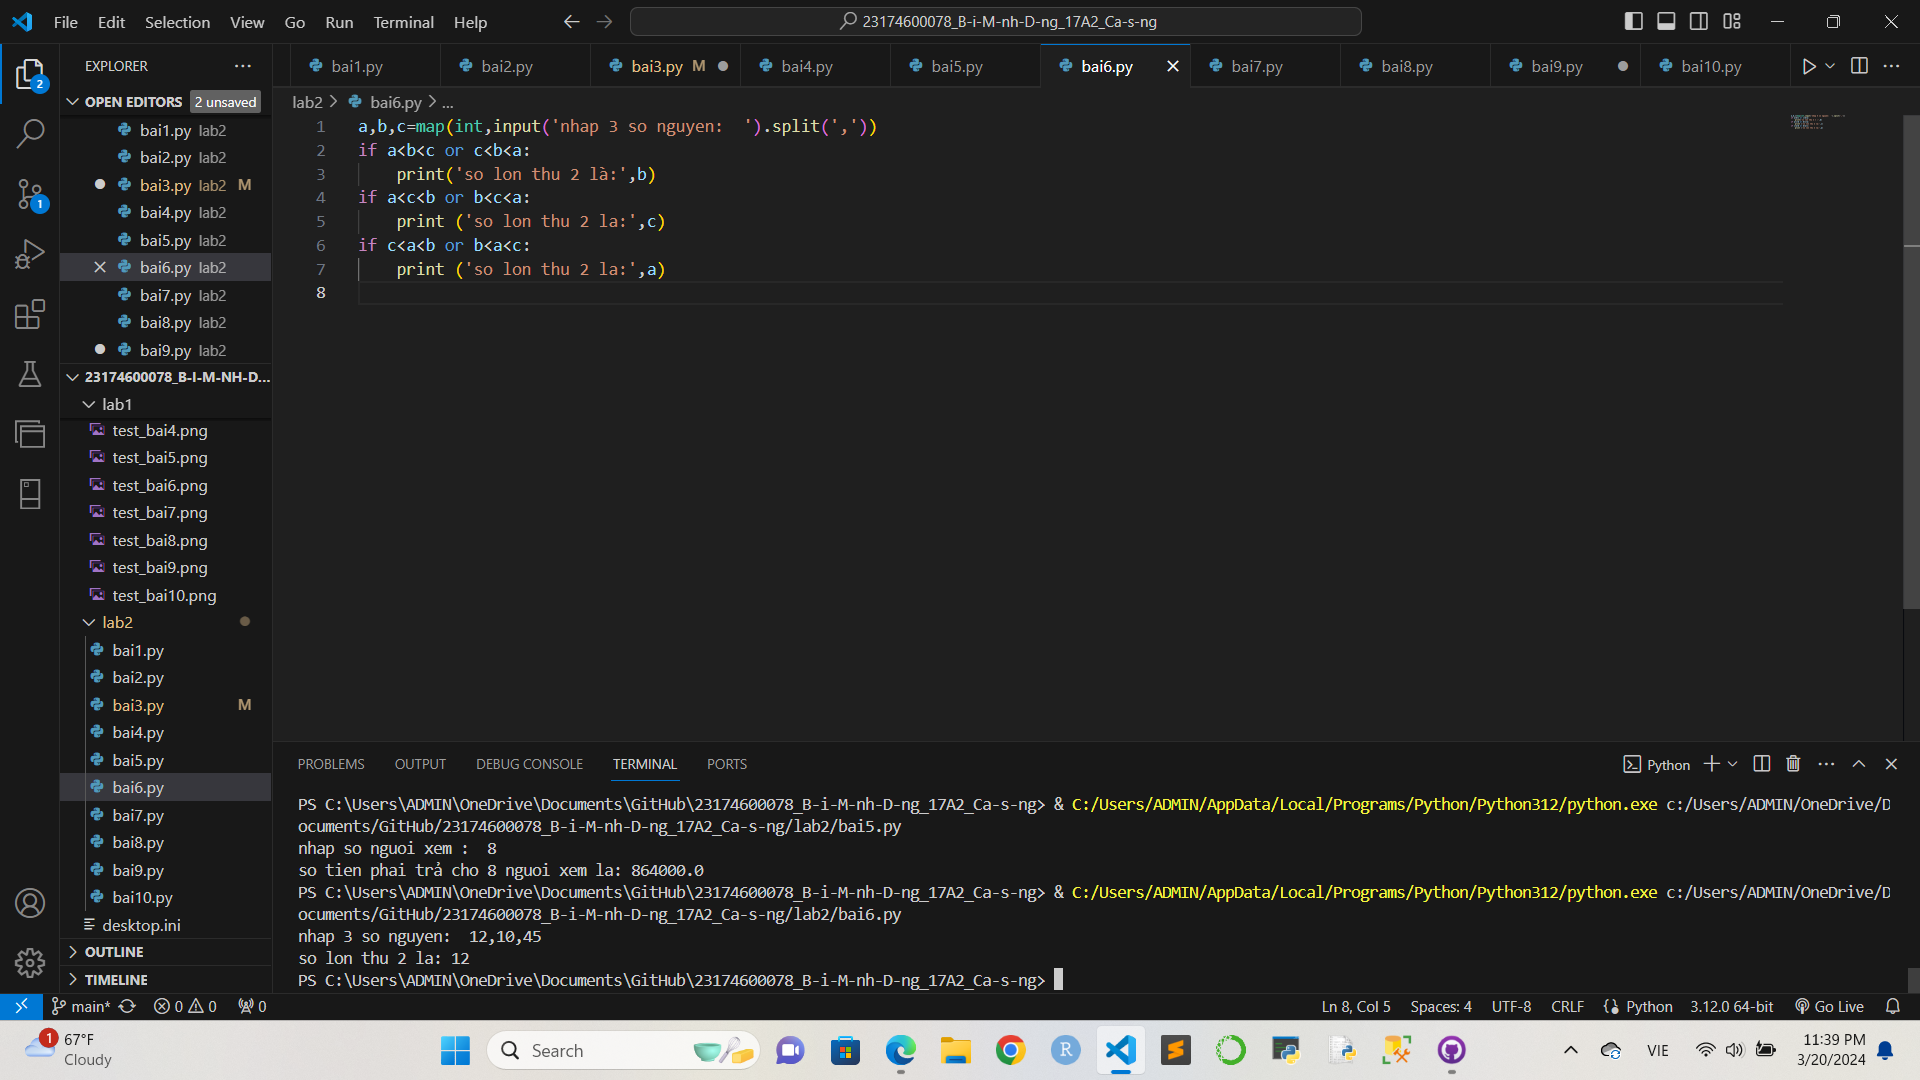 File Edit Selection View Go Run Terminal Help
23174600078_B-i-M-nh-D-ng_17A2_Ca-s-ng
EXPLORER
bai1.py bai2.py bai3.py M bai4.py bai5.py bai6.py bai7.py bai8.py bai9.py bai10.py
OPEN EDITORS 2 unsaved
bai1.py lab2
bai2.py lab2
bai3.py lab2 M
bai4.py lab2
bai5.py lab2
bai6.py lab2
bai7.py lab2
bai8.py lab2
bai9.py lab2
23174600078_B-I-M-NH-D...
lab1
test_bai4.png
test_bai5.png
test_bai6.png
test_bai7.png
test_bai8.png
test_bai9.png
test_bai10.png
lab2
bai1.py
bai2.py
bai3.py M
bai4.py
bai5.py
bai6.py
bai7.py
bai8.py
bai9.py
bai10.py
desktop.ini
OUTLINE
TIMELINE
2
1
lab2 > bai6.py > ...
1 a,b,c=map(int,input('nhap 3 so nguyen:  ').split(','))
2 if a<b<c or c<b<a:
3     print('so lon thu 2 là:',b)
4 if a<c<b or b<c<a:
5     print ('so lon thu 2 la:',c)
6 if c<a<b or b<a<c:
7     print ('so lon thu 2 la:',a)
8
PROBLEMS OUTPUT DEBUG CONSOLE TERMINAL PORTS
Python
PS C:\Users\ADMIN\OneDrive\Documents\GitHub\23174600078_B-i-M-nh-D-ng_17A2_Ca-s-ng> & C:/Users/ADMIN/AppData/Local/Programs/Python/Python312/python.exe c:/Users/ADMIN/OneDrive/D
ocuments/GitHub/23174600078_B-i-M-nh-D-ng_17A2_Ca-s-ng/lab2/bai5.py
nhap so nguoi xem :  8
so tien phai trả cho 8 nguoi xem la: 864000.0
PS C:\Users\ADMIN\OneDrive\Documents\GitHub\23174600078_B-i-M-nh-D-ng_17A2_Ca-s-ng> & C:/Users/ADMIN/AppData/Local/Programs/Python/Python312/python.exe c:/Users/ADMIN/OneDrive/D
ocuments/GitHub/23174600078_B-i-M-nh-D-ng_17A2_Ca-s-ng/lab2/bai6.py
nhap 3 so nguyen:  12,10,45
so lon thu 2 la: 12
PS C:\Users\ADMIN\OneDrive\Documents\GitHub\23174600078_B-i-M-nh-D-ng_17A2_Ca-s-ng>
main* 0 0 0 Ln 8, Col 5 Spaces: 4 UTF-8 CRLF Python 3.12.0 64-bit Go Live
1
67°F
Cloudy
Search
R
VIE
11:39 PM
3/20/2024